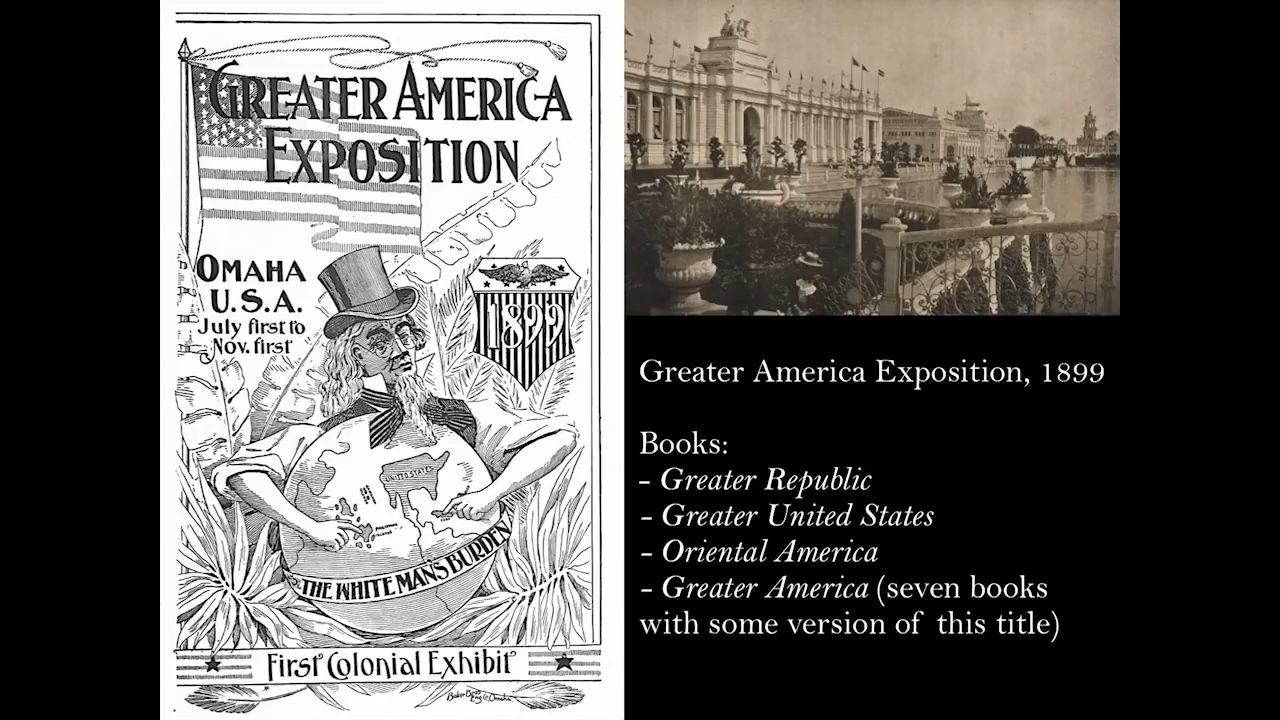 GREATER AMERICA
EXPOSITION
OMAHA
U.S.A.
July first to
Nov. first
1899
UNITED STATES
PHILIPPINE
ISLANDS
THE WHITE MAN'S BURDEN
First Colonial Exhibit
Greater America Exposition, 1899
Books:
- Greater Republic
- Greater United States
- Oriental America
- Greater America (seven books
with some version of this title)